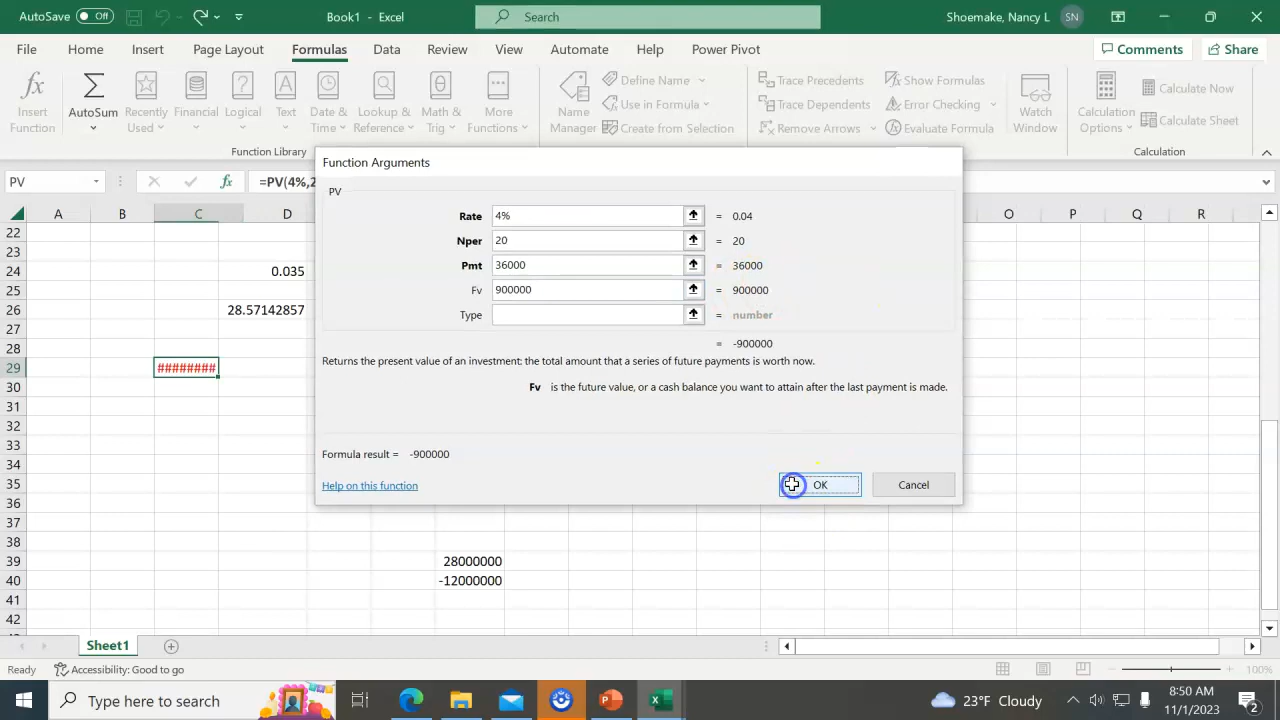 AutoSave Off Book1 - Excel Search Shoemake, Nancy L SN
File Home Insert Page Layout Formulas Data Review View Automate Help Power Pivot Comments Share
Insert Function
AutoSum
Recently Used
Financial
Logical
Text
Date & Time
Lookup & Reference
Math & Trig
More Functions
Name Manager
Define Name
Use in Formula
Create from Selection
Trace Precedents
Trace Dependents
Remove Arrows
Show Formulas
Error Checking
Evaluate Formula
Watch Window
Calculation Options
Calculate Now
Calculate Sheet
Function Library
Calculation
PV fx =PV(4%,2
Function Arguments
PV
Rate 4% = 0.04
Nper 20 = 20
Pmt 36000 = 36000
Fv 900000 = 900000
Type = number
= -900000
Returns the present value of an investment: the total amount that a series of future payments is worth now.
Fv is the future value, or a cash balance you want to attain after the last payment is made.
Formula result = -900000
Help on this function
OK Cancel
A B C D O P Q R
22
23
24 0.035
25
26 28.57142857
27
28
29 ########
30
31
32
33
34
35
36
37
38
39 28000000
40 -12000000
41
42
Sheet1
Ready Accessibility: Good to go 100%
Type here to search 23°F Cloudy 8:50 AM
11/1/2023 2